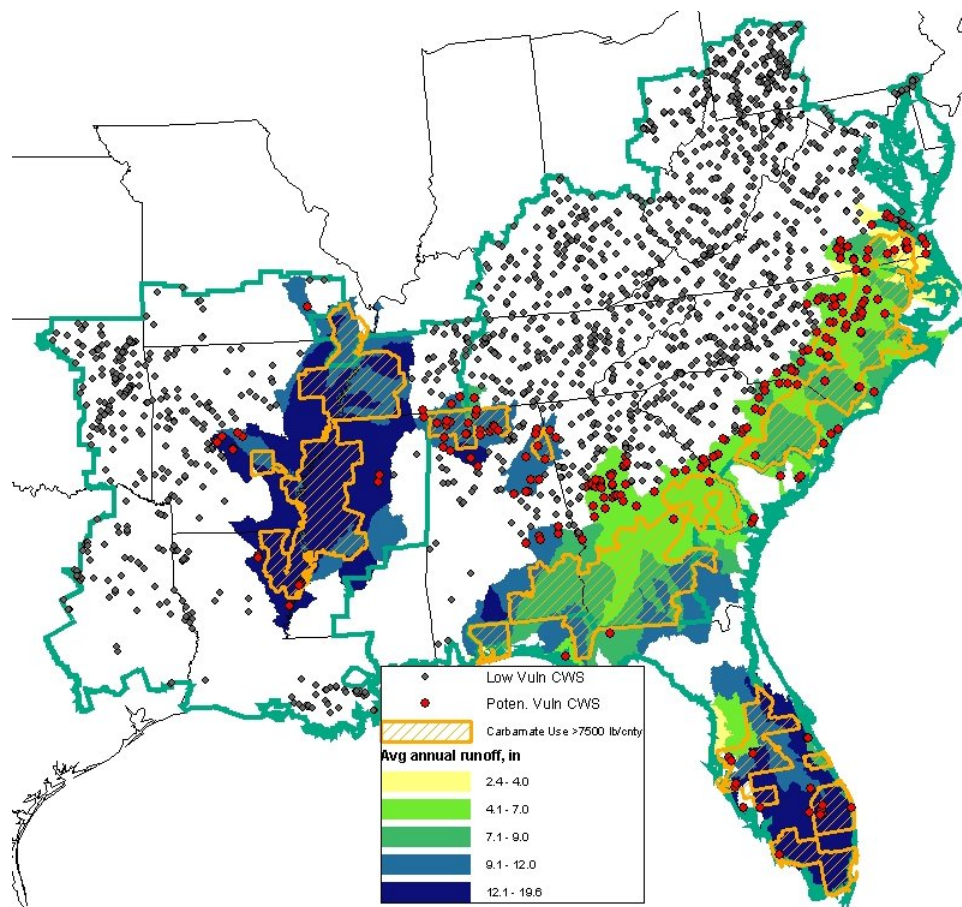 Low Vuln CWS
Poten. Vuln CWS
Carbamate Use >7500 lb/cnty
Avg annual runoff, in
2.4 - 4.0
4.1 - 7.0
7.1 - 9.0
9.1 - 12.0
12.1 - 19.6